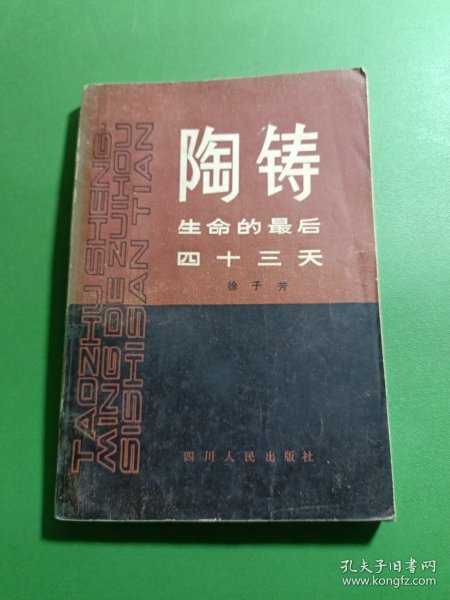 陶铸
生命的最后
四十三天
徐子芳
TAOZHU SHENG
MING DE ZUIHOU
SISHISAN TIAN
四川人民出版社
孔夫子旧书网
www.kongfz.com